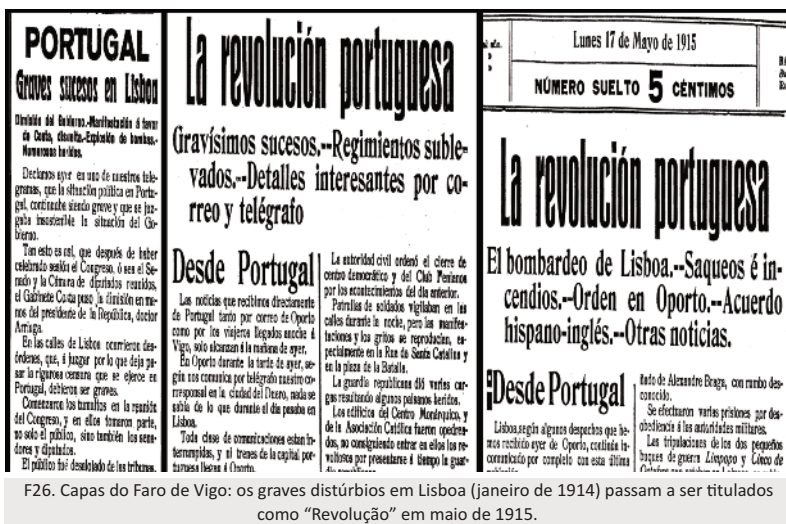 PORTUGAL
Graves sucesos en Lisboa
Dimisión del Gobierno.-Manifestación á favor
de Costa, disuelta.-Explosión de bombas.-
Numerosos heridos.
Decíamos ayer en uno de nuestros tele-
gramas, que la situación política en Portu-
gal, continuaba siendo grave y que se juz-
gaba insostenible la situación del Go-
bierno.
Tan esto es así, que después de haber
celebrado sesión el Congreso, ó sea el Se-
nado y la Cámara de diputados reunidos,
el Gabinete Costa puso la dimisión en ma-
nos del presidente de la República, doctor
Arriaga.
En las calles de Lisboa ocurrieron des-
órdenes, que, á juzgar por lo que deja pa-
sar la rigurosa censura que se ejerce en
Portugal, debieron ser graves.
Comenzaron los tumultos en la reunión
del Congreso, y en ellos tomaron parte,
no solo el público, sino también los sena-
dores y diputados.
El público fué desalojado de las tribunas.
La revolución portuguesa
Gravísimos sucesos.--Regimientos suble-
vados.--Detalles interesantes por co-
rreo y telégrafo
Desde Portugal
Las noticias que recibimos directamente
de Portugal tanto por correo de Oporto
como por los viajeros llegados anoche á
Vigo, solo alcanzan á la mañana de ayer.
En Oporto durante la tarde de ayer, se-
gún nos comunica por telégrafo nuestro co-
rresponsal en la ciudad del Duero, nada se
sabía de lo que durante el día pasaba en
Lisboa.
Toda clase de comunicaciones estan in-
terrumpidas, y ni trenes de la capital por-
tuguesa llegan á Oporto.
La autoridad civil ordenó el cierre de
centro democrático y del Club Fenianos
por los acontecimientos del día anterior.
Patrullas de soldados vigilaban en las
calles durante la noche, pero las manifes-
taciones y los gritos se reproducían, es-
pecialmente en la Rua de Santa Catalina y
en la plaza de la Batalla.
La guardia republicana dió varias car-
gas resultando algunos paisanos heridos.
Los edificios del Centro Monárquico, y
de la Asociación Católica fueron apedrea-
dos, no consiguiendo entrar en ellos los re-
voltosos por presentarse á tiempo la guar-
dia republicana.
Lunes 17 de Mayo de 1915
NÚMERO SUELTO 5 CÉNTIMOS
La revolución portuguesa
El bombardeo de Lisboa.--Saqueos é in-
cendios.--Orden en Oporto.--Acuerdo
hispano-inglés.--Otras noticias.
Desde Portugal
Lisboa, según algunos despachos que he-
mos recibido ayer de Oporto, continúa in-
comunicado por completo con esta última
tado de Alexandre Braga, con rumbo des-
conocido.
Se efectuaron varias prisiones por des-
obediencia á las autoridades militares.
Las tripulaciones de los dos pequeños
buques de guerra Limpopo y Cinco de
F26. Capas do Faro de Vigo: os graves distúrbios em Lisboa (janeiro de 1914) passam a ser titulados
como “Revolução” em maio de 1915.